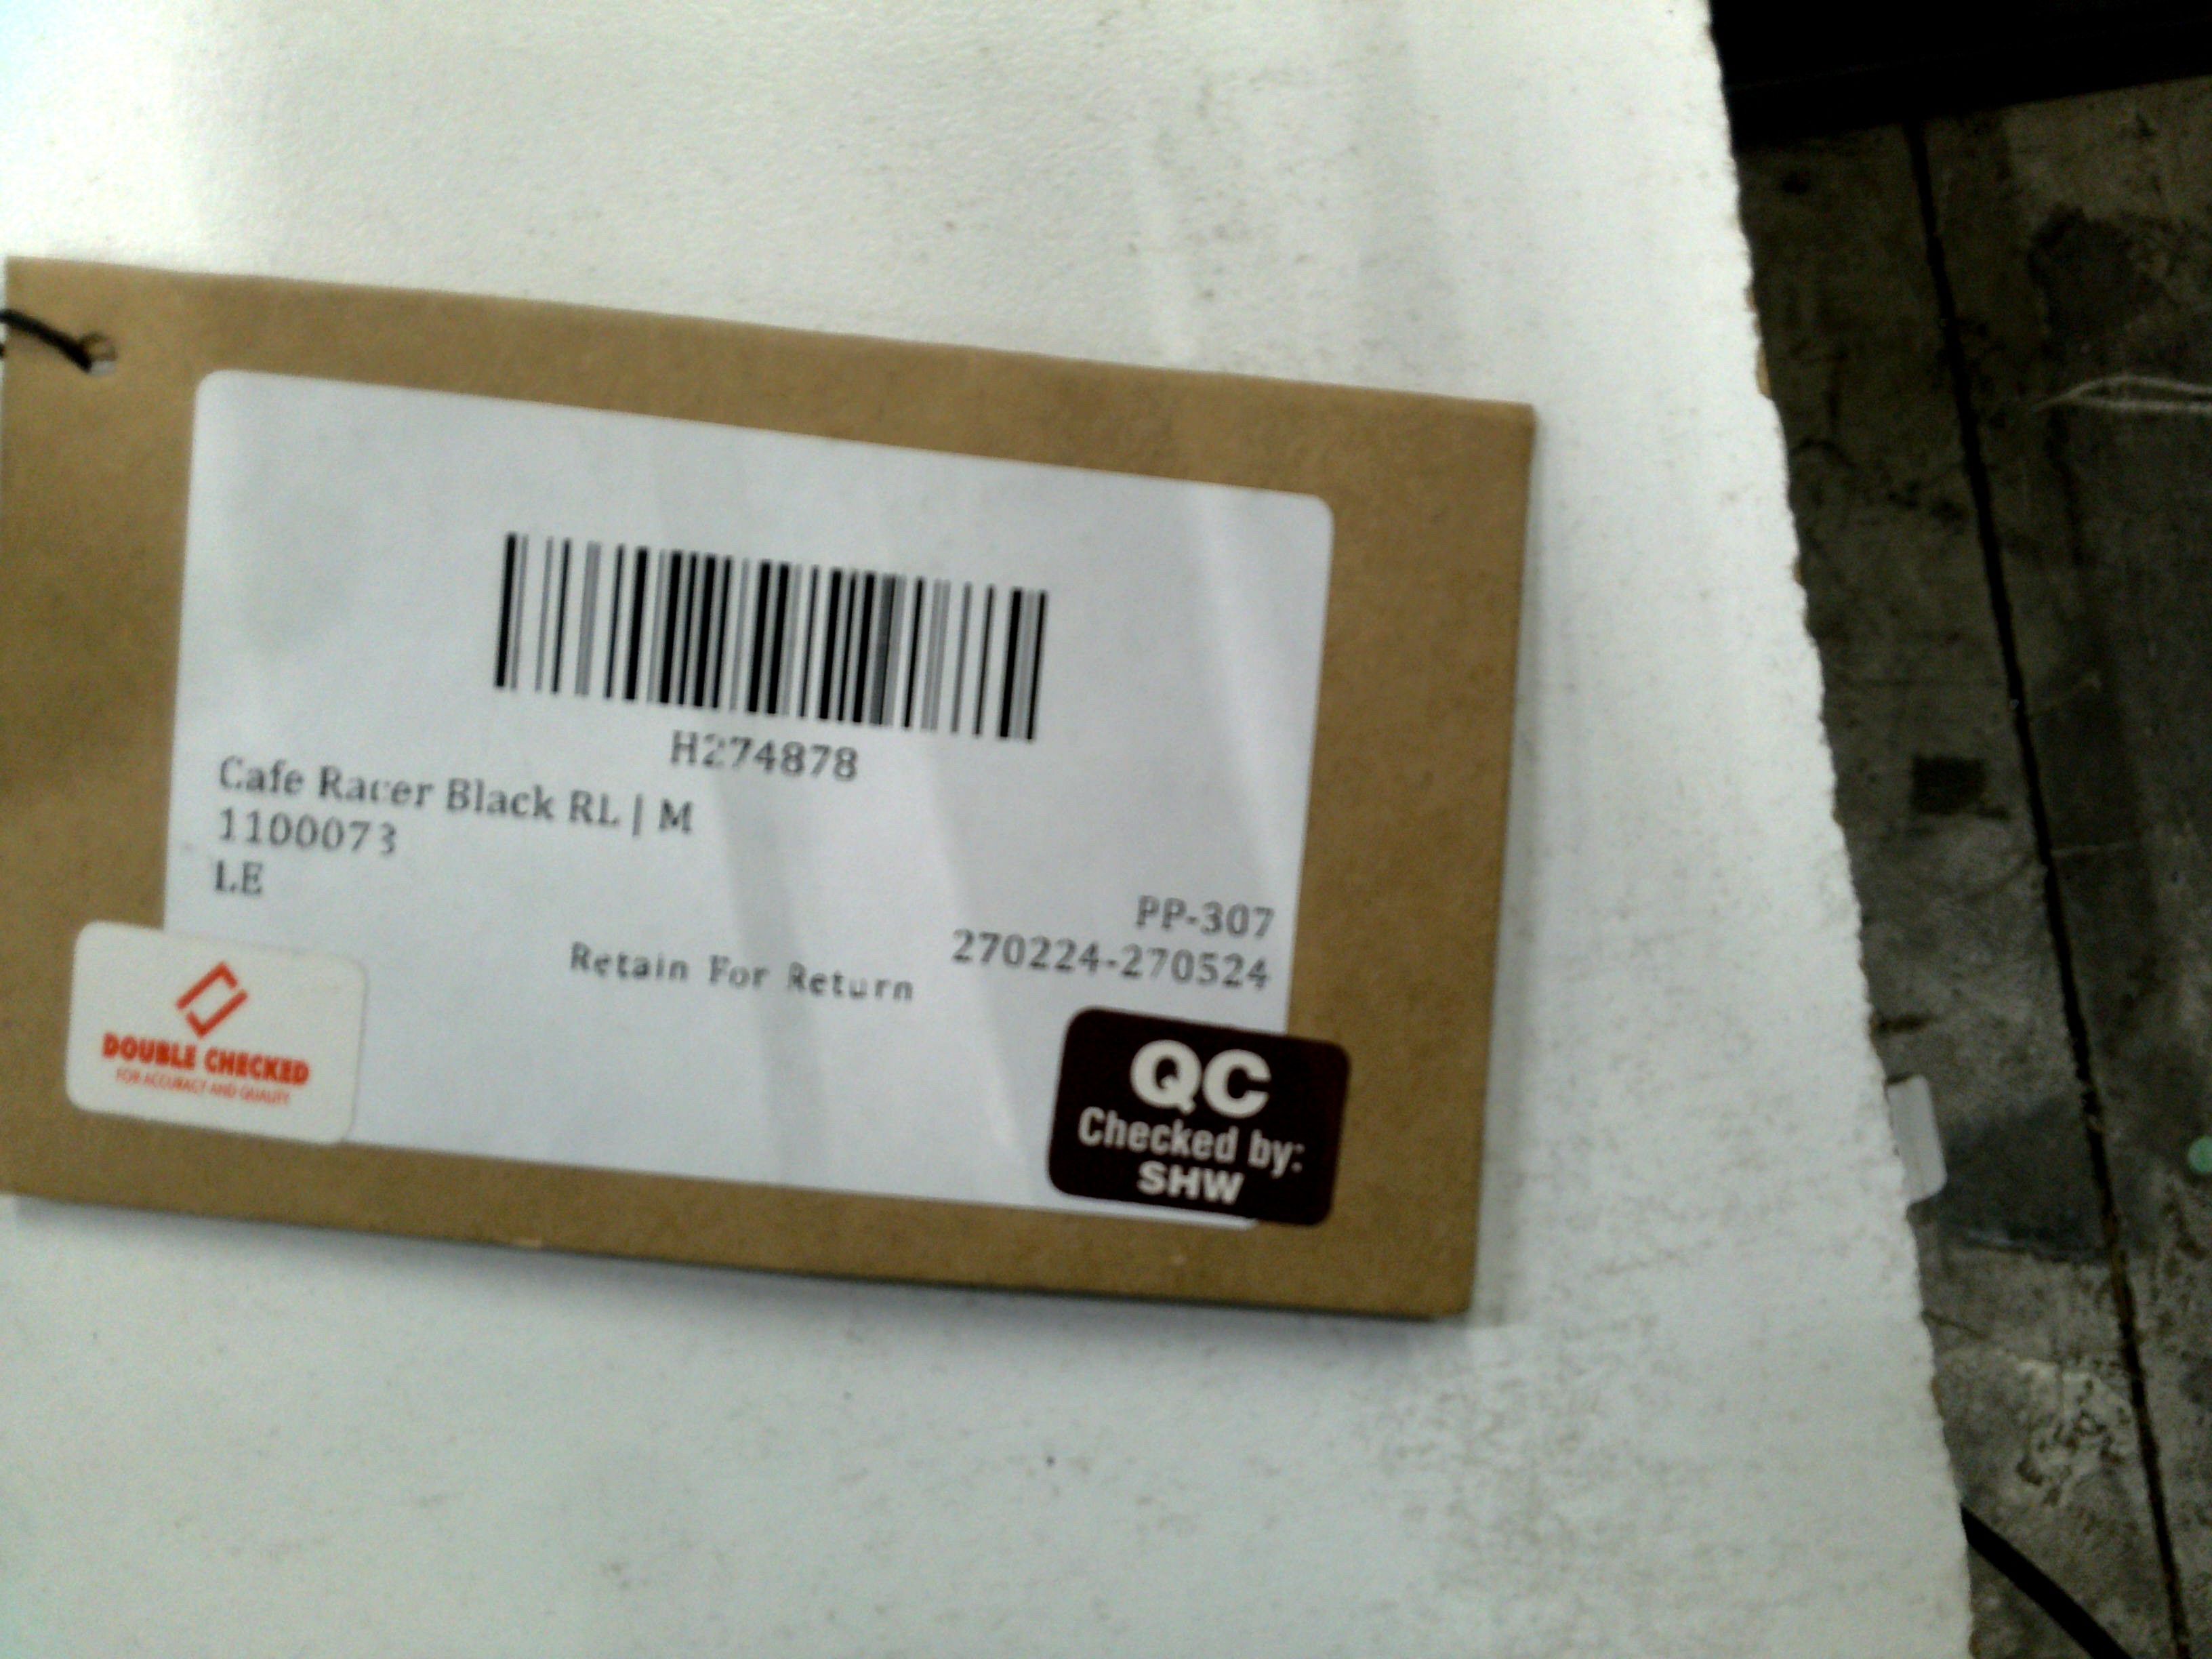 H274878
Cafe Racer Black RL | M
1100073
LE
PP-307
270224-270524
Retain For Return
DOUBLE CHECKED
FOR ACCURACY AND QUALITY
QC
Checked by:
SHW